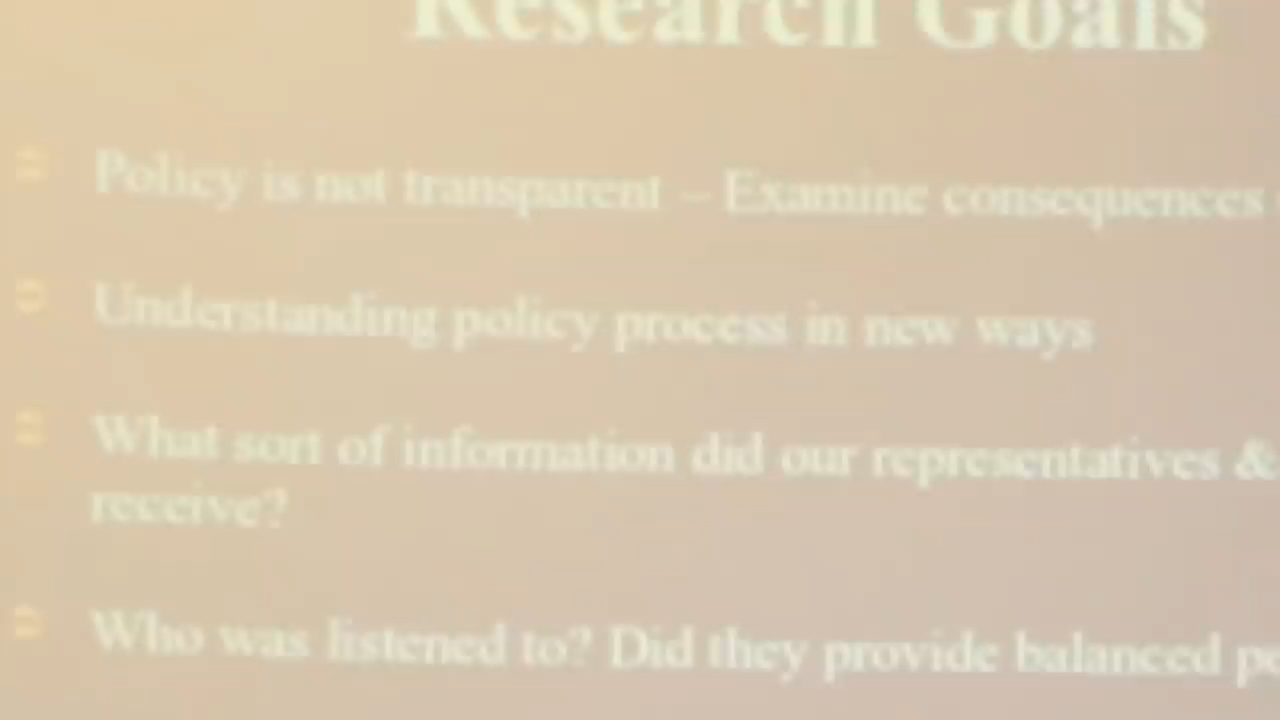 Research Goals
Policy is not transparent – Examine consequences
Understanding policy process in new ways
What sort of information did our representatives &
receive?
Who was listened to? Did they provide balanced